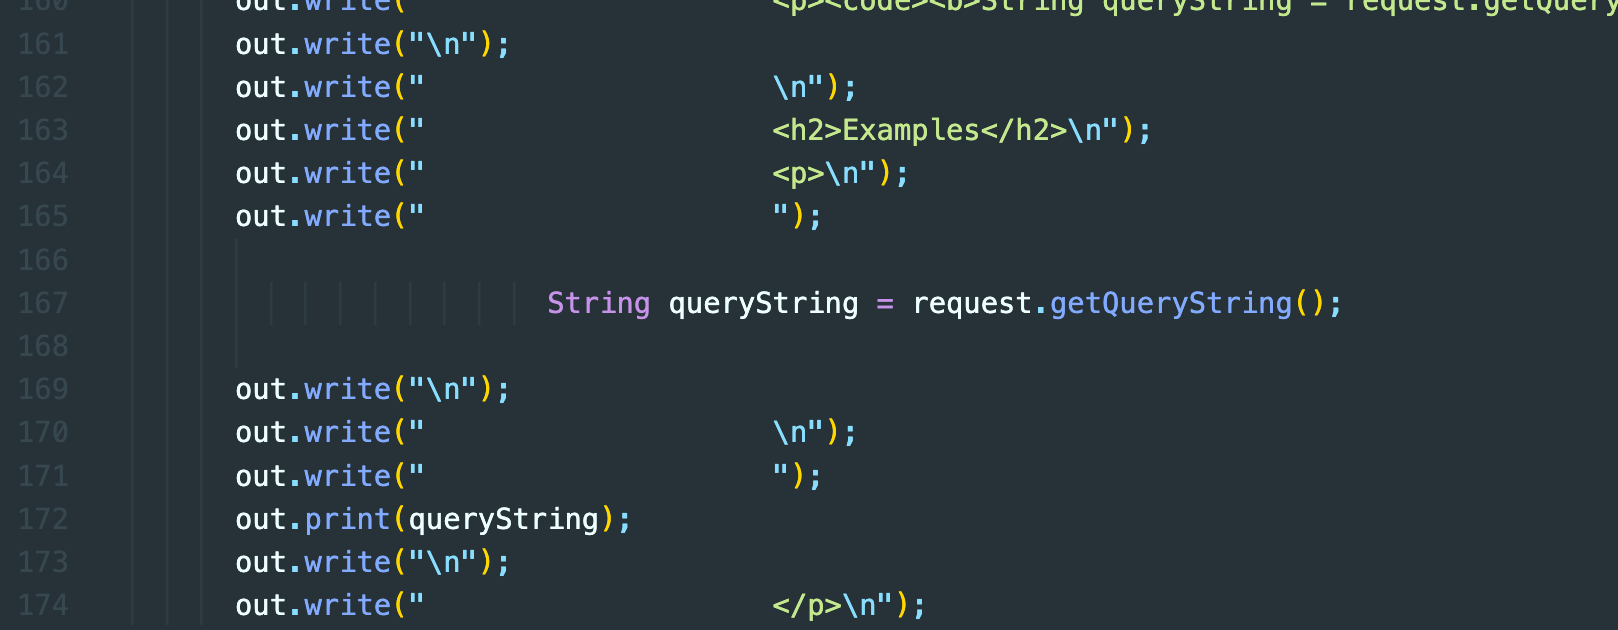 160 out.write("                    <p><code><b>String queryString = request.getQuery
161 out.write("\n");
162 out.write("                    \n");
163 out.write("                    <h2>Examples</h2>\n");
164 out.write("                    <p>\n");
165 out.write("                    ");
166
167 String queryString = request.getQueryString();
168
169 out.write("\n");
170 out.write("                    \n");
171 out.write("                    ");
172 out.print(queryString);
173 out.write("\n");
174 out.write("                    </p>\n");